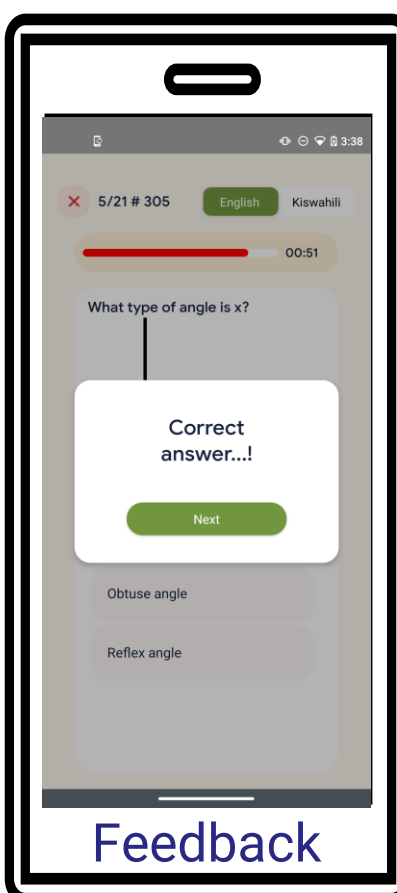 3:38
5/21 # 305 English Kiswahili
00:51
What type of angle is x?
Correct
answer...!
Next
Obtuse angle
Reflex angle
Feedback